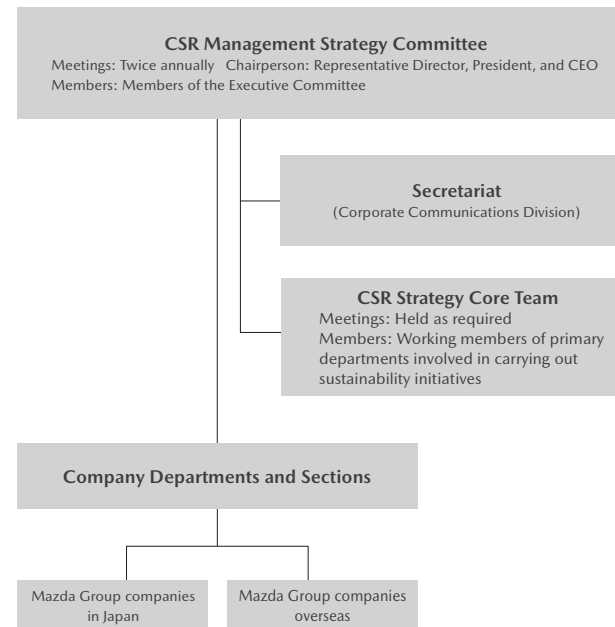 CSR Management Strategy Committee
Meetings: Twice annually Chairperson: Representative Director, President, and CEO
Members: Members of the Executive Committee
Secretariat
(Corporate Communications Division)
CSR Strategy Core Team
Meetings: Held as required
Members: Working members of primary
departments involved in carrying out
sustainability initiatives
Company Departments and Sections
Mazda Group companies
in Japan
Mazda Group companies
overseas